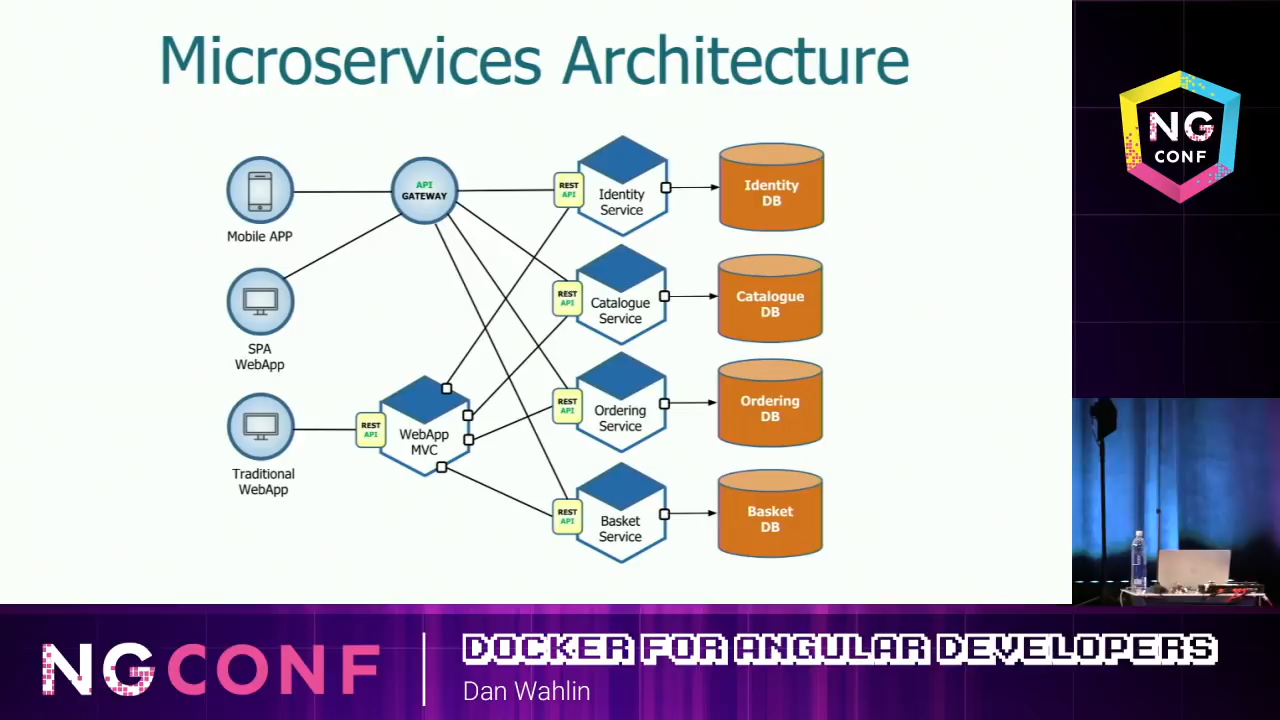 Microservices Architecture
NG
CONF
Mobile APP
API
GATEWAY
REST
API
Identity
Service
Identity
DB
SPA
WebApp
REST
API
Catalogue
Service
Catalogue
DB
Traditional
WebApp
REST
API
WebApp
MVC
REST
API
Ordering
Service
Ordering
DB
REST
API
Basket
Service
Basket
DB
NGCONF
DOCKER FOR ANGULAR DEVELOPERS
Dan Wahlin